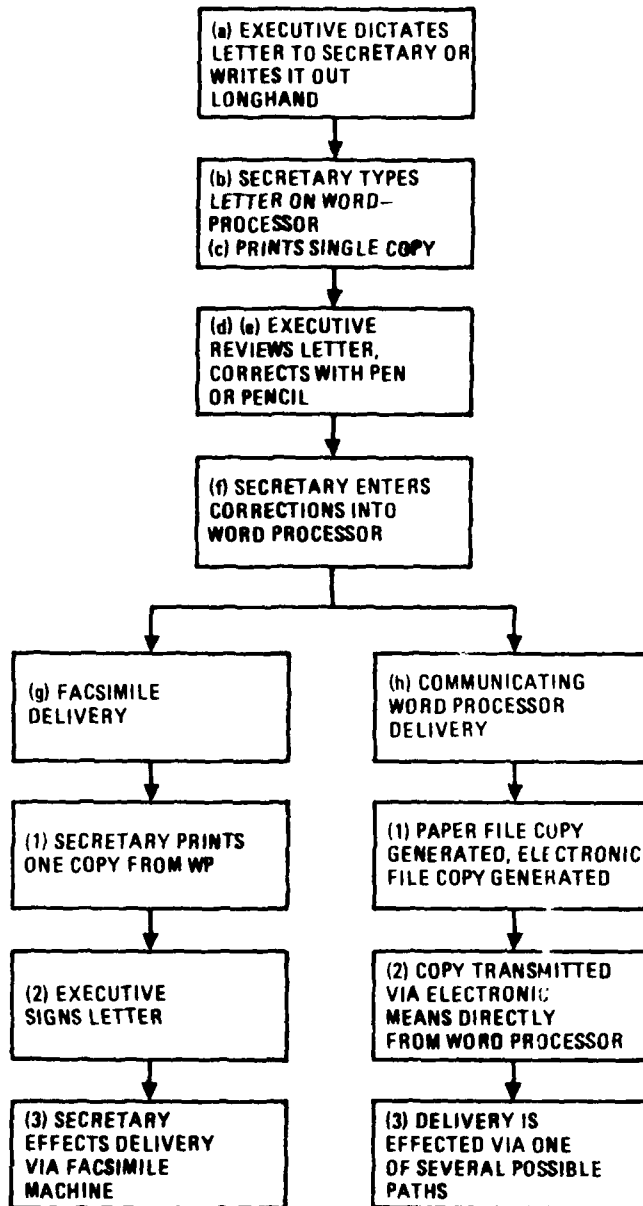 (a) EXECUTIVE DICTATES
LETTER TO SECRETARY OR
WRITES IT OUT
LONGHAND
(b) SECRETARY TYPES
LETTER ON WORD–
PROCESSOR
(c) PRINTS SINGLE COPY
(d) (e) EXECUTIVE
REVIEWS LETTER,
CORRECTS WITH PEN
OR PENCIL
(f) SECRETARY ENTERS
CORRECTIONS INTO
WORD PROCESSOR
(g) FACSIMILE
DELIVERY
(1) SECRETARY PRINTS
ONE COPY FROM WP
(2) EXECUTIVE
SIGNS LETTER
(3) SECRETARY
EFFECTS DELIVERY
VIA FACSIMILE
MACHINE
(h) COMMUNICATING
WORD PROCESSOR
DELIVERY
(1) PAPER FILE COPY
GENERATED, ELECTRONIC
FILE COPY GENERATED
(2) COPY TRANSMITTED
VIA ELECTRONIC
MEANS DIRECTLY
FROM WORD PROCESSOR
(3) DELIVERY IS
EFFECTED VIA ONE
OF SEVERAL POSSIBLE
PATHS